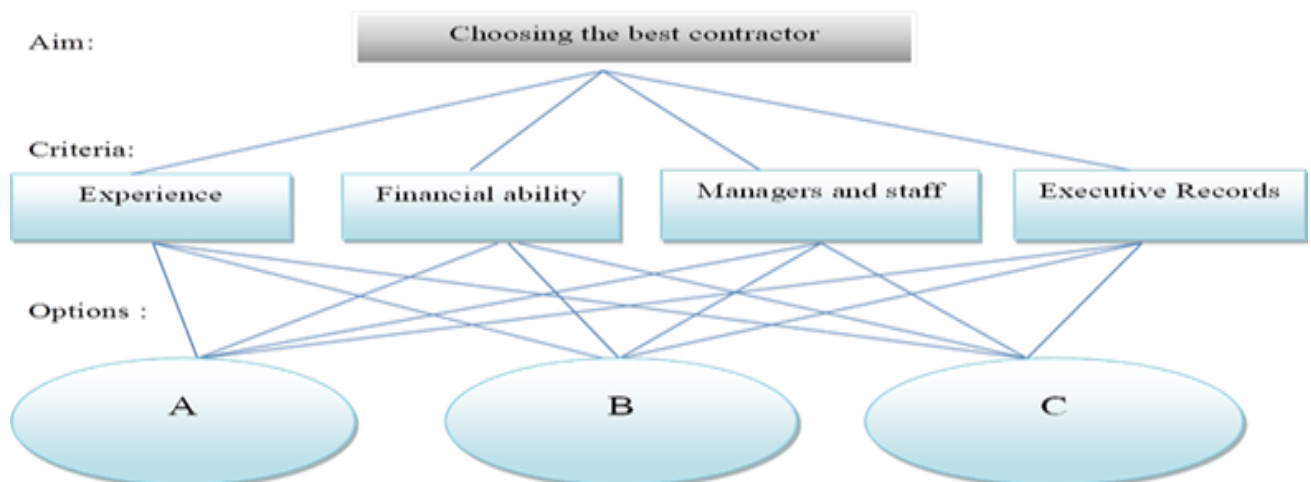 Aim:
Choosing the best contractor
Criteria:
Experience
Financial ability
Managers and staff
Executive Records
Options :
A
B
C